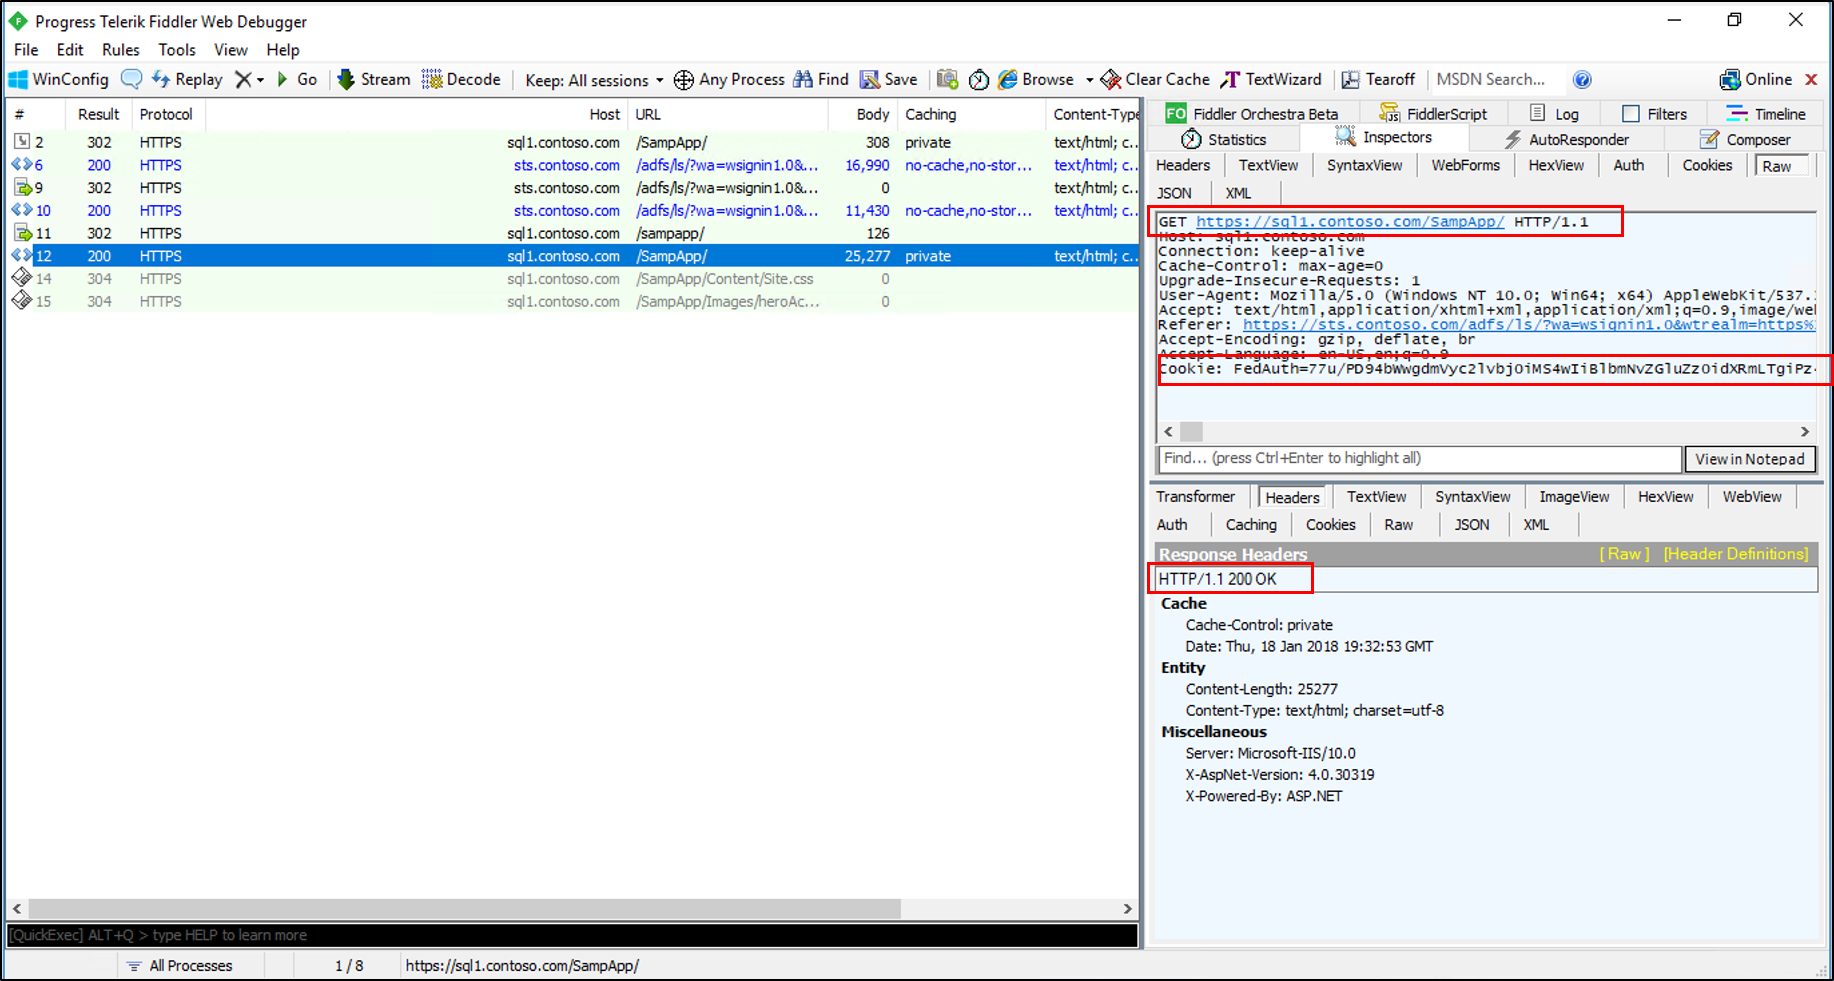 Progress Telerik Fiddler Web Debugger
File Edit Rules Tools View Help
WinConfig Replay Go Stream Decode Keep: All sessions Any Process Find Save Browse Clear Cache TextWizard Tearoff MSDN Search... Online
# Result Protocol Host URL Body Caching Content-Type
2 302 HTTPS sql1.contoso.com /SampApp/ 308 private text/html; c...
6 200 HTTPS sts.contoso.com /adfs/ls/?wa=wsignin1.0&... 16,990 no-cache,no-stor... text/html; c...
9 302 HTTPS sts.contoso.com /adfs/ls/?wa=wsignin1.0&... 0 text/html; c...
10 200 HTTPS sts.contoso.com /adfs/ls/?wa=wsignin1.0&... 11,430 no-cache,no-stor... text/html; c...
11 302 HTTPS sql1.contoso.com /sampapp/ 126
12 200 HTTPS sql1.contoso.com /SampApp/ 25,277 private text/html; c...
14 304 HTTPS sql1.contoso.com /SampApp/Content/Site.css 0
15 304 HTTPS sql1.contoso.com /SampApp/Images/heroAc... 0
[QuickExec] ALT+Q > type HELP to learn more
FO Fiddler Orchestra Beta FiddlerScript Log Filters Timeline
Statistics Inspectors AutoResponder Composer
Headers TextView SyntaxView WebForms HexView Auth Cookies Raw
JSON XML
GET https://sql1.contoso.com/SampApp/ HTTP/1.1
Host: sql1.contoso.com
Connection: keep-alive
Cache-Control: max-age=0
Upgrade-Insecure-Requests: 1
User-Agent: Mozilla/5.0 (Windows NT 10.0; Win64; x64) AppleWebKit/537.
Accept: text/html,application/xhtml+xml,application/xml;q=0.9,image/we
Referer: https://sts.contoso.com/adfs/ls/?wa=wsignin1.0&wtrealm=https%
Accept-Encoding: gzip, deflate, br
Accept-Language: en-US,en;q=0.9
Cookie: FedAuth=77u/PD94bWwgdmVyc2lvbj0iMS4wIiBlbmNvZGluZz0idXRmLTgiPz
Find... (press Ctrl+Enter to highlight all) View in Notepad
Transformer Headers TextView SyntaxView ImageView HexView WebView
Auth Caching Cookies Raw JSON XML
Response Headers [ Raw ] [Header Definitions]
HTTP/1.1 200 OK
Cache
Cache-Control: private
Date: Thu, 18 Jan 2018 19:32:53 GMT
Entity
Content-Length: 25277
Content-Type: text/html; charset=utf-8
Miscellaneous
Server: Microsoft-IIS/10.0
X-AspNet-Version: 4.0.30319
X-Powered-By: ASP.NET
All Processes 1 / 8 https://sql1.contoso.com/SampApp/